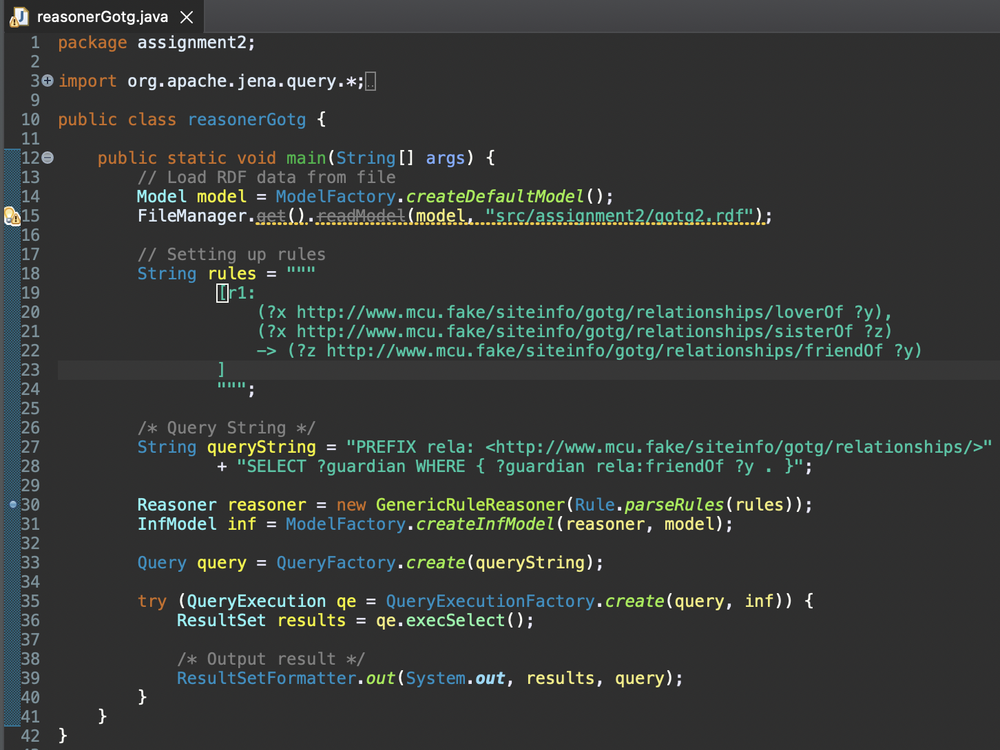 reasonerGotg.java
1 package assignment2;
2
3 import org.apache.jena.query.*;
9
10 public class reasonerGotg {
11
12     public static void main(String[] args) {
13         // Load RDF data from file
14         Model model = ModelFactory.createDefaultModel();
15         FileManager.get().readModel(model, "src/assignment2/gotg2.rdf");
16
17         // Setting up rules
18         String rules = """
19                 [r1:
20                     (?x http://www.mcu.fake/siteinfo/gotg/relationships/loverOf ?y),
21                     (?x http://www.mcu.fake/siteinfo/gotg/relationships/sisterOf ?z)
22                     -> (?z http://www.mcu.fake/siteinfo/gotg/relationships/friendOf ?y)
23                 ]
24                 """;
25
26         /* Query String */
27         String queryString = "PREFIX rela: <http://www.mcu.fake/siteinfo/gotg/relationships/>"
28                 + "SELECT ?guardian WHERE { ?guardian rela:friendOf ?y . }";
29
30         Reasoner reasoner = new GenericRuleReasoner(Rule.parseRules(rules));
31         InfModel inf = ModelFactory.createInfModel(reasoner, model);
32
33         Query query = QueryFactory.create(queryString);
34
35         try (QueryExecution qe = QueryExecutionFactory.create(query, inf)) {
36             ResultSet results = qe.execSelect();
37
38             /* Output result */
39             ResultSetFormatter.out(System.out, results, query);
40         }
41     }
42 }